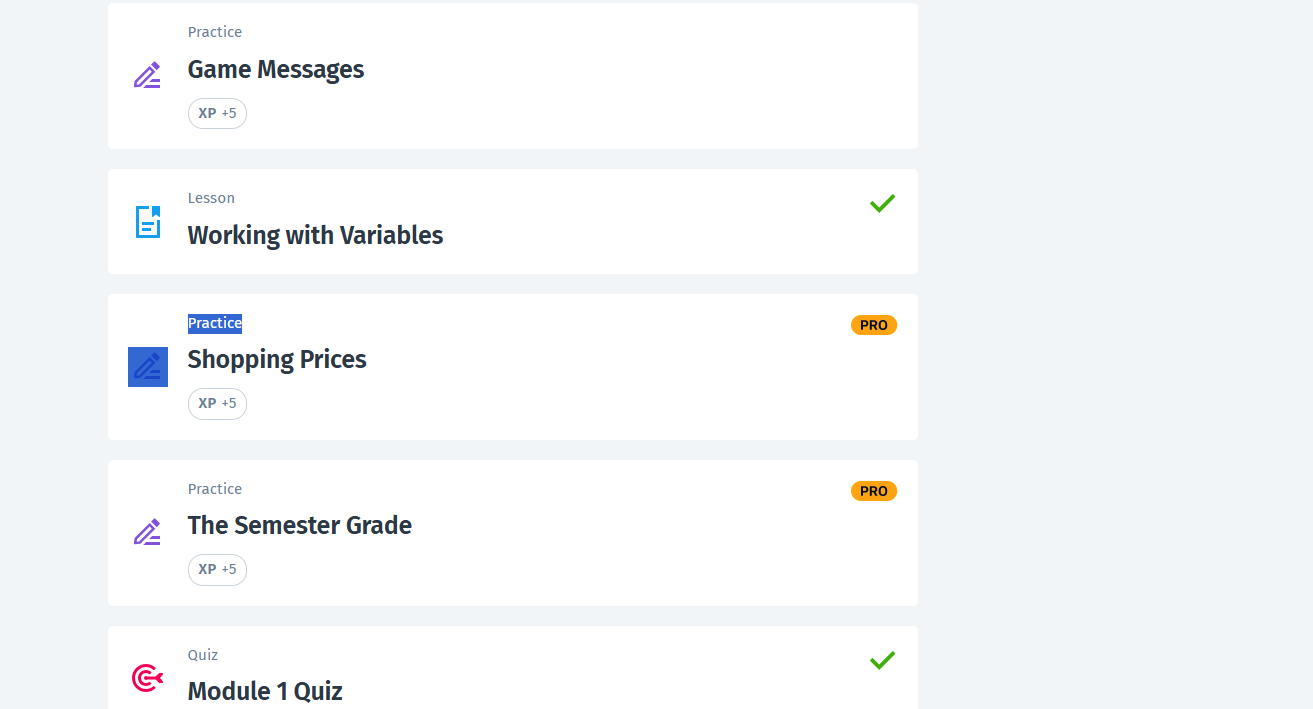 Practice
Game Messages
XP +5
Lesson
Working with Variables
Practice
PRO
Shopping Prices
XP +5
Practice
PRO
The Semester Grade
XP +5
Quiz
Module 1 Quiz